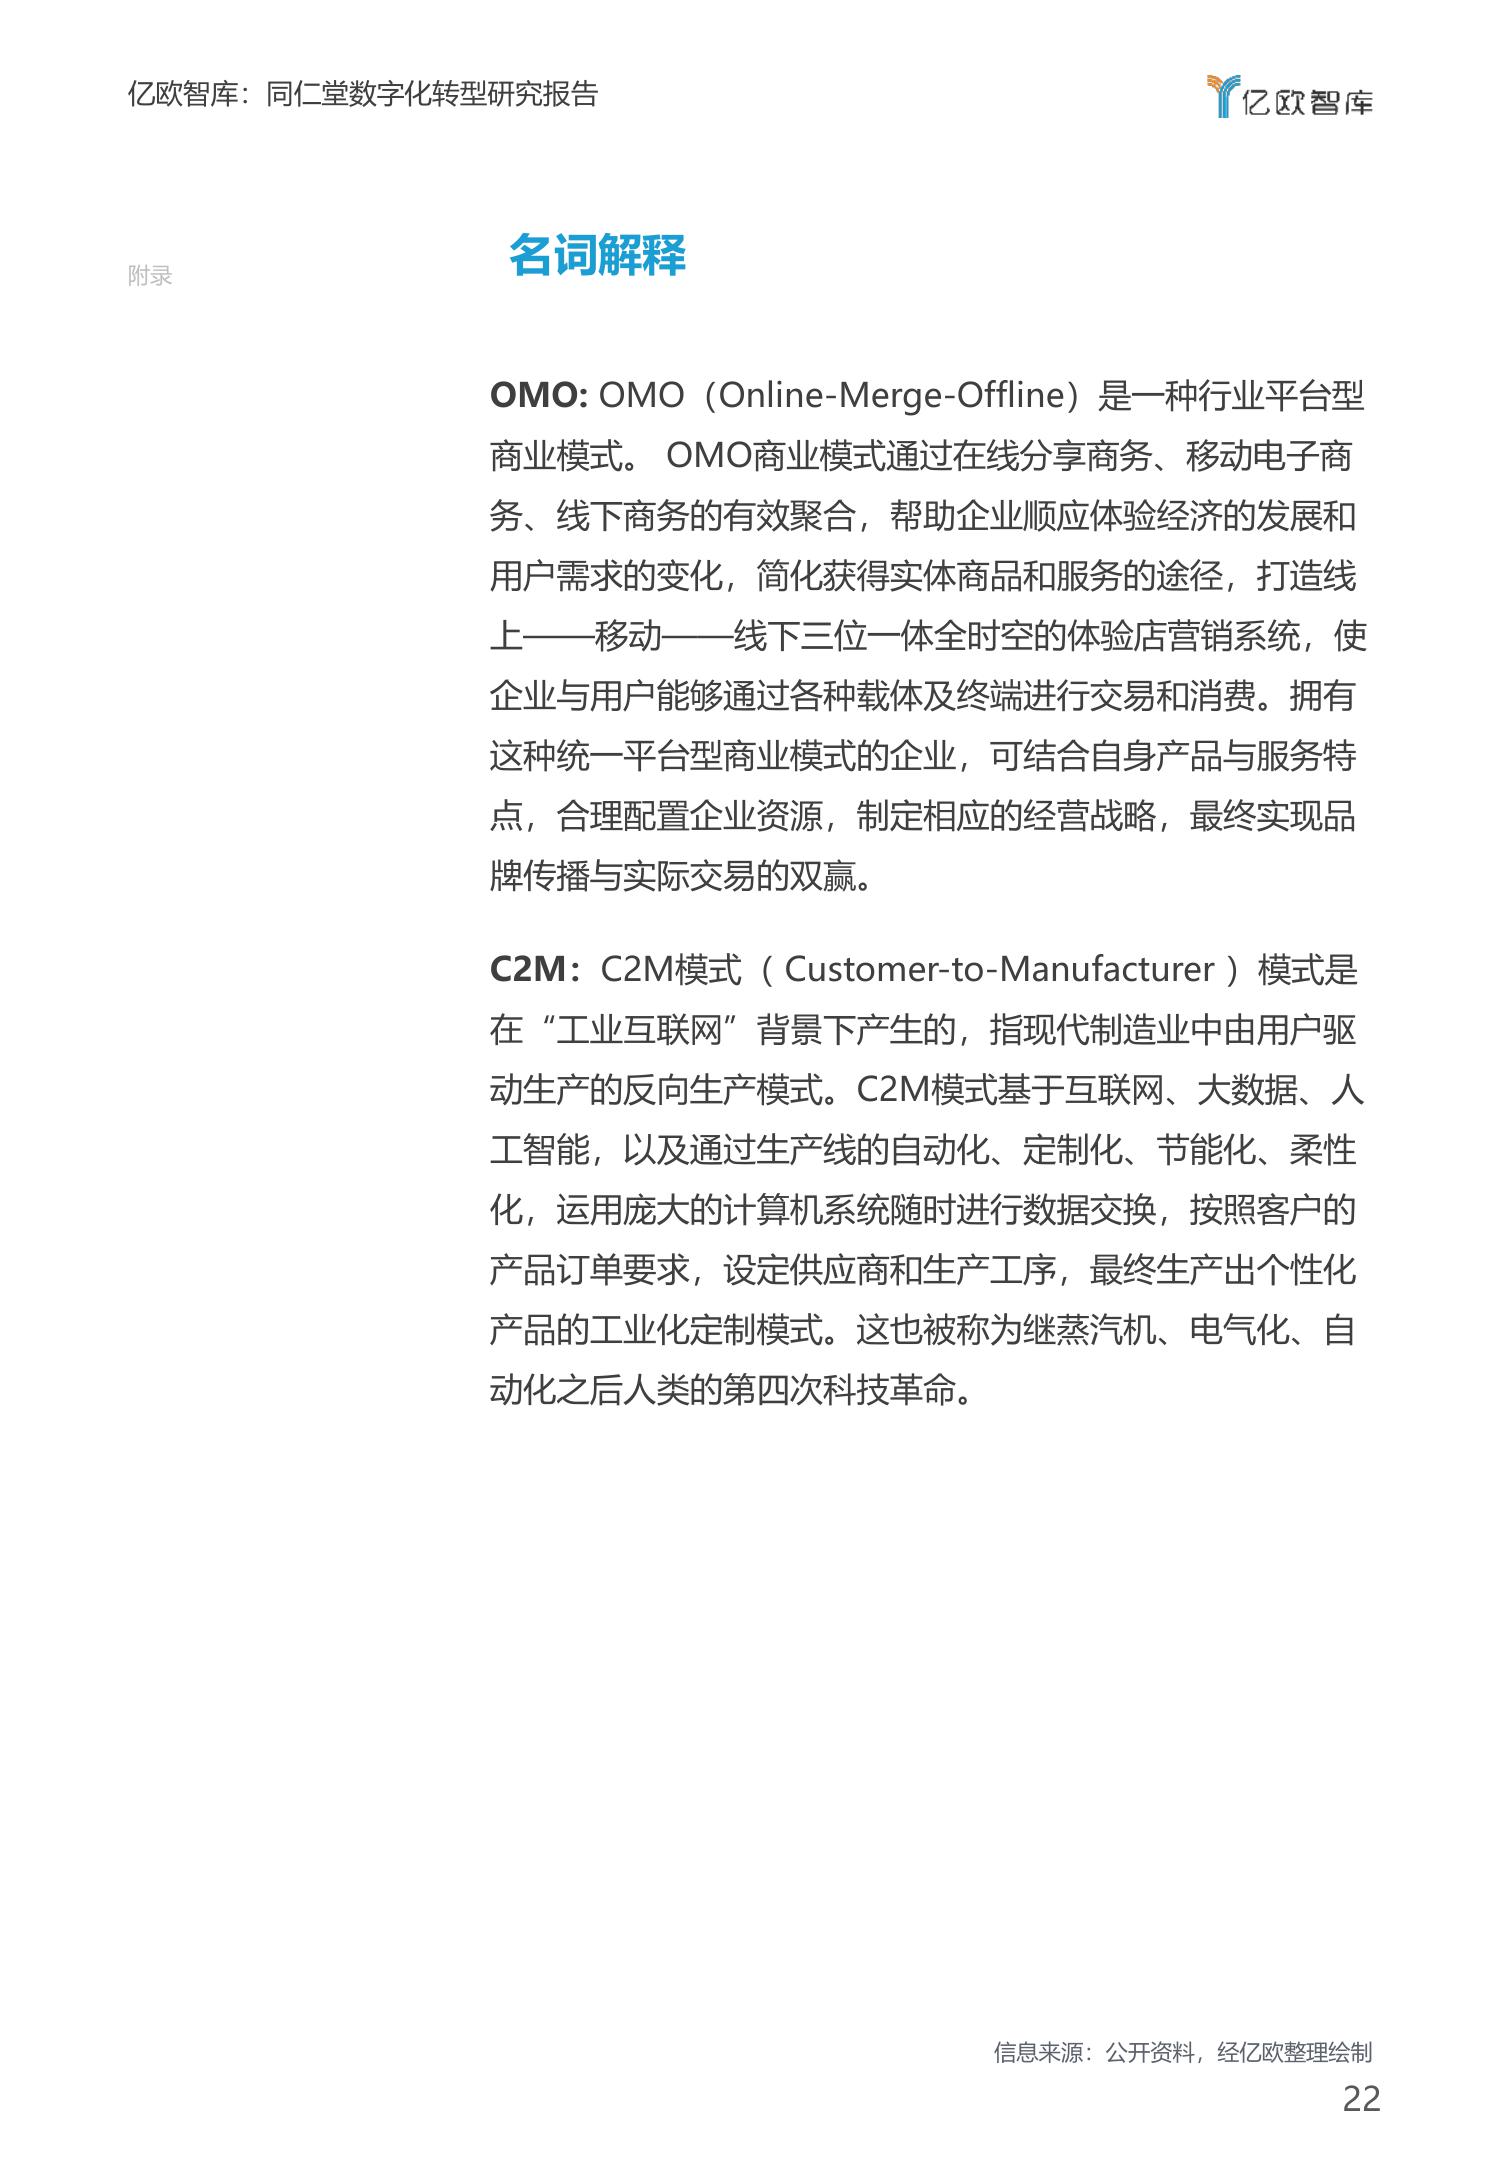 亿欧智库：同仁堂数字化转型研究报告
亿欧智库
附录
名词解释
OMO: OMO（Online-Merge-Offline）是一种行业平台型
商业模式。 OMO商业模式通过在线分享商务、移动电子商
务、线下商务的有效聚合，帮助企业顺应体验经济的发展和
用户需求的变化，简化获得实体商品和服务的途径，打造线
上——移动——线下三位一体全时空的体验店营销系统，使
企业与用户能够通过各种载体及终端进行交易和消费。拥有
这种统一平台型商业模式的企业，可结合自身产品与服务特
点，合理配置企业资源，制定相应的经营战略，最终实现品
牌传播与实际交易的双赢。
C2M：C2M模式（ Customer-to-Manufacturer ）模式是
在“工业互联网”背景下产生的，指现代制造业中由用户驱
动生产的反向生产模式。C2M模式基于互联网、大数据、人
工智能，以及通过生产线的自动化、定制化、节能化、柔性
化，运用庞大的计算机系统随时进行数据交换，按照客户的
产品订单要求，设定供应商和生产工序，最终生产出个性化
产品的工业化定制模式。这也被称为继蒸汽机、电气化、自
动化之后人类的第四次科技革命。
信息来源：公开资料，经亿欧整理绘制
22